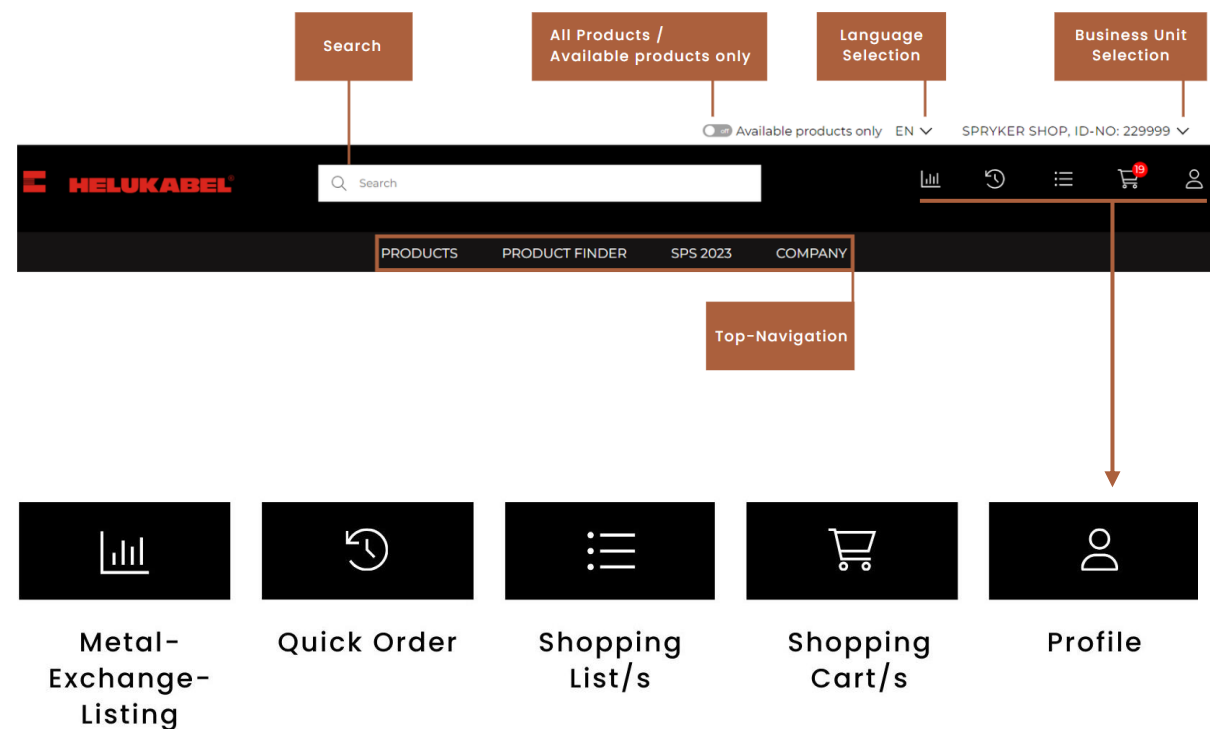 Search
All Products /
Available products only
Language
Selection
Business Unit
Selection
off
Available products only
EN
SPRYKER SHOP, ID-NO: 229999
HELUKABEL®
Search
19
PRODUCTS
PRODUCT FINDER
SPS 2023
COMPANY
Top-Navigation
Metal-
Exchange-
Listing
Quick Order
Shopping
List/s
Shopping
Cart/s
Profile